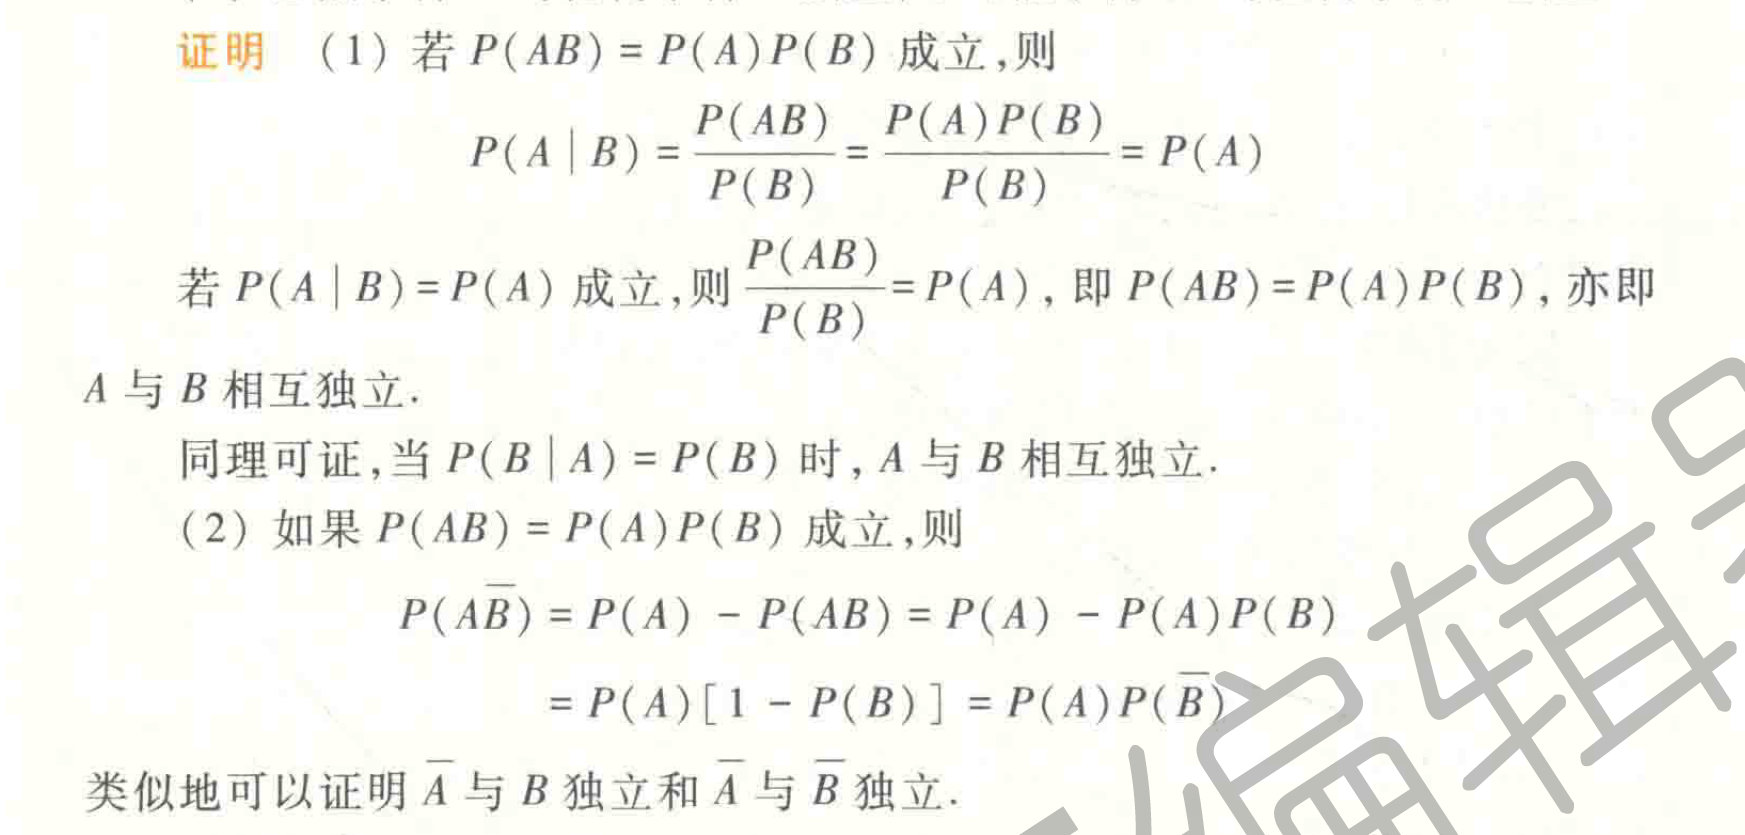 证明 (1) 若 P(AB) = P(A)P(B) 成立,则
P(A | B) = \frac{P(AB)}{P(B)} = \frac{P(A)P(B)}{P(B)} = P(A)
若 P(A | B) = P(A) 成立,则 \frac{P(AB)}{P(B)} = P(A), 即 P(AB) = P(A)P(B), 亦即
A 与 B 相互独立.
同理可证,当 P(B | A) = P(B) 时, A 与 B 相互独立.
(2) 如果 P(AB) = P(A)P(B) 成立,则
P(A\overline{B}) = P(A) - P(AB) = P(A) - P(A)P(B)
= P(A)[1 - P(B)] = P(A)P(\overline{B})
类似地可以证明 \overline{A} 与 B 独立和 \overline{A} 与 \overline{B} 独立.
编辑